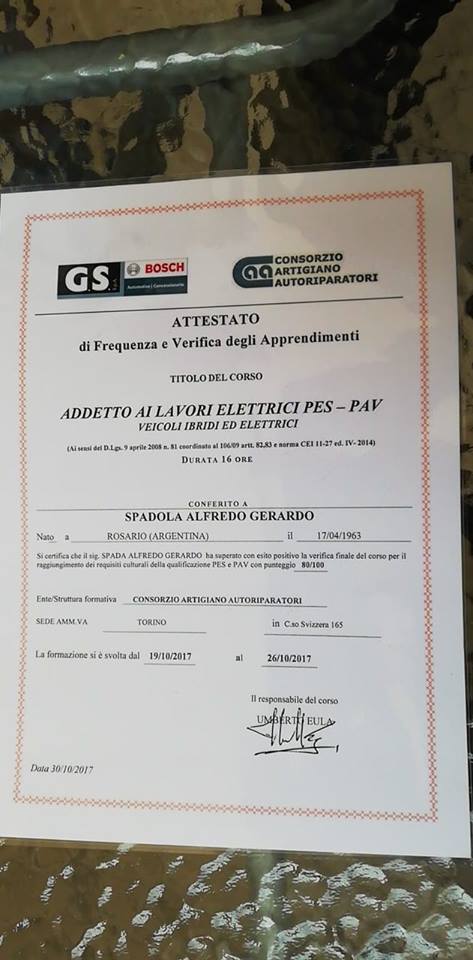 GS S.p.A. BOSCH
Automotive | Concessionario
CONSORZIO
ARTIGIANO
AUTORIPARATORI
ATTESTATO
di Frequenza e Verifica degli Apprendimenti
TITOLO DEL CORSO
ADDETTO AI LAVORI ELETTRICI PES – PAV
VEICOLI IBRIDI ED ELETTRICI
(Ai sensi del D.Lgs. 9 aprile 2008 n. 81 coordinato al 106/09 artt. 82,83 e norma CEI 11-27 ed. IV- 2014)
DURATA 16 ORE
CONFERITO A
SPADOLA ALFREDO GERARDO
Nato a ROSARIO (ARGENTINA) il 17/04/1963
Si certifica che il sig. SPADA ALFREDO GERARDO ha superato con esito positivo la verifica finale del corso per il
raggiungimento dei requisiti culturali della qualificazione PES e PAV con punteggio 80/100
Ente/Struttura formativa CONSORZIO ARTIGIANO AUTORIPARATORI
SEDE AMM.VA TORINO in C.so Svizzera 165
La formazione si è svolta dal 19/10/2017 al 26/10/2017
Il responsabile del corso
UMBERTO EULA
Data 30/10/2017